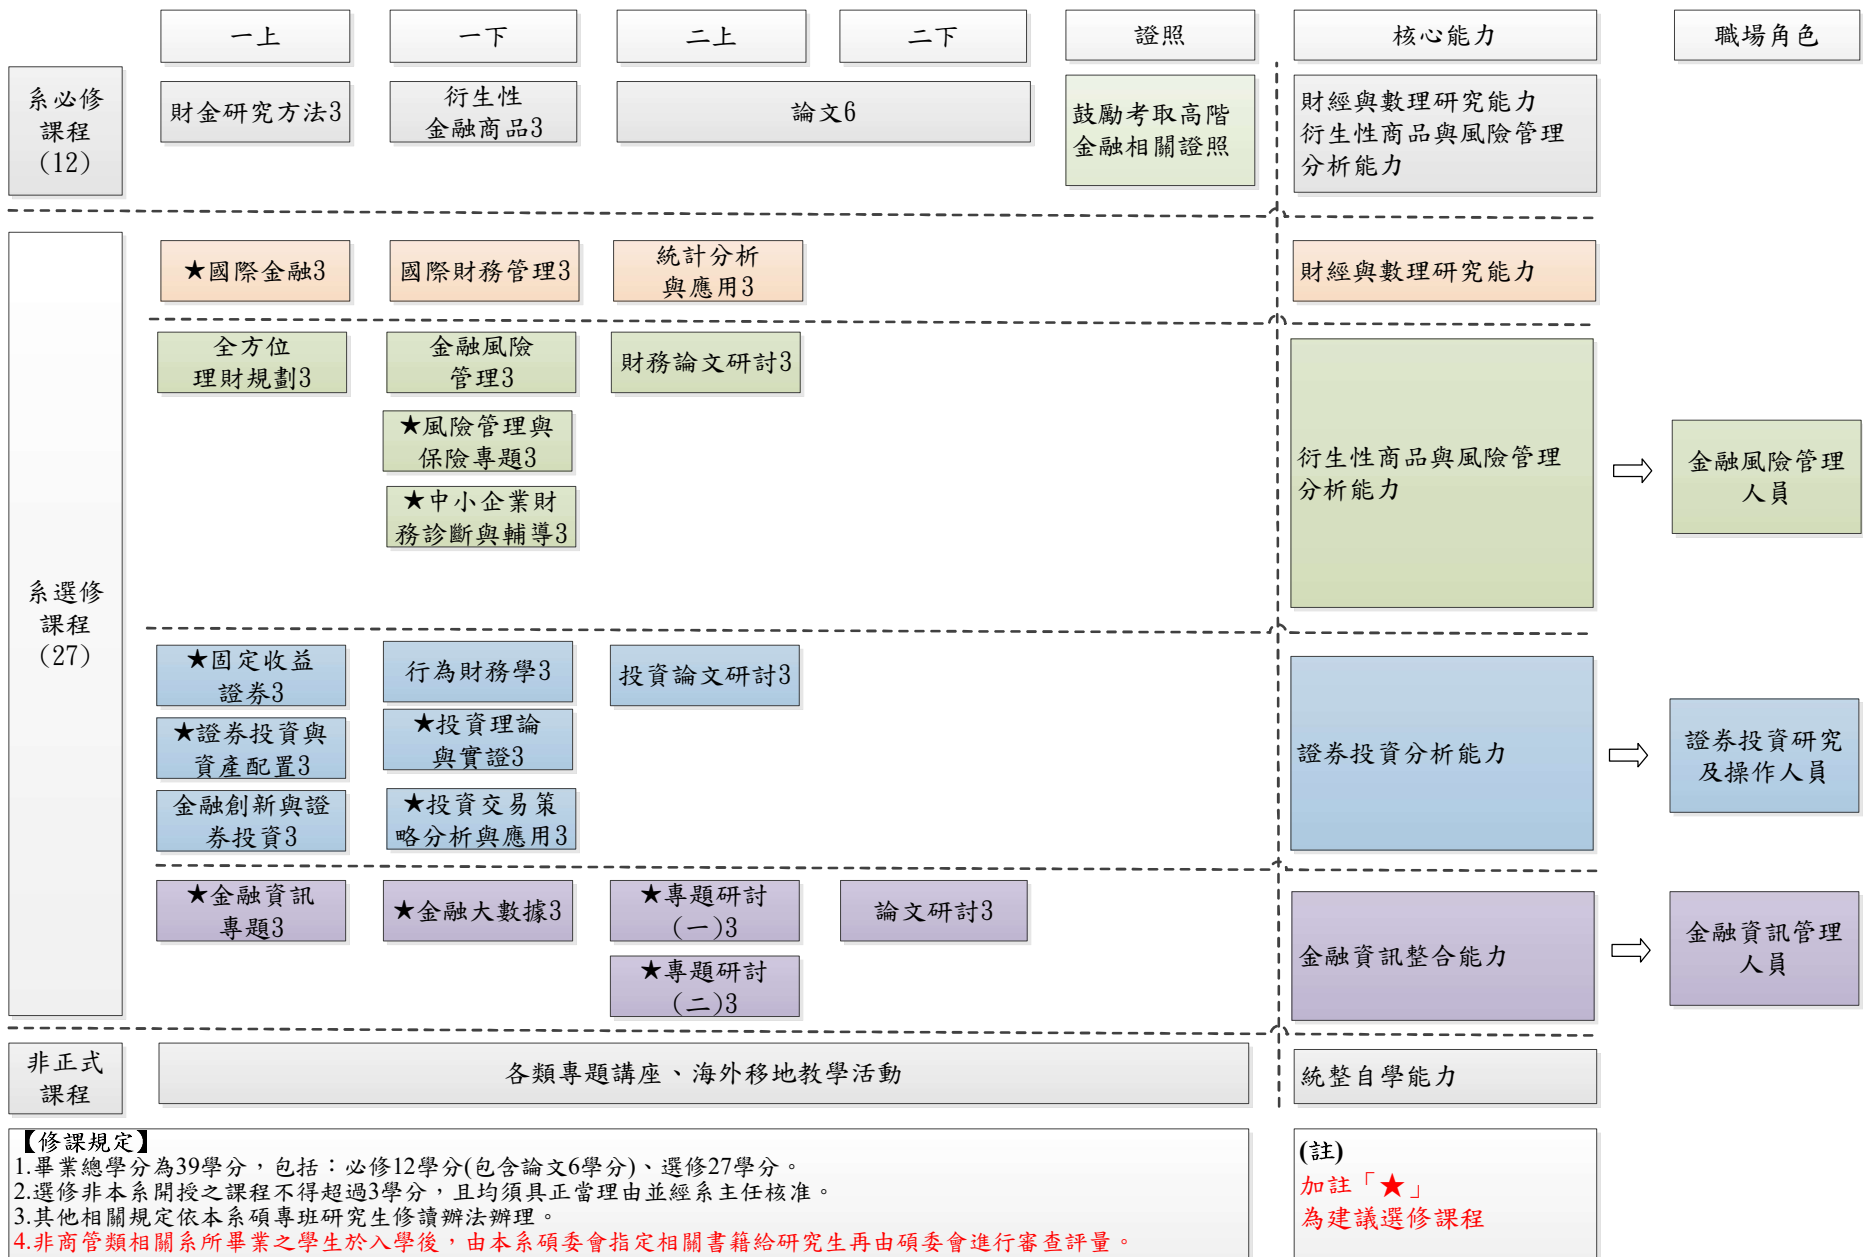 一上
一下
二上
二下
證照
核心能力
職場角色
系必修
課程
(12)
財金研究方法3
衍生性
金融商品3
論文6
鼓勵考取高階
金融相關證照
財經與數理研究能力
衍生性商品與風險管理
分析能力
系選修
課程
(27)
★國際金融3
國際財務管理3
統計分析
與應用3
財經與數理研究能力
全方位
理財規劃3
金融風險
管理3
財務論文研討3
★風險管理與
保險專題3
★中小企業財
務診斷與輔導3
衍生性商品與風險管理
分析能力
金融風險管理
人員
★固定收益
證券3
行為財務學3
投資論文研討3
★證券投資與
資產配置3
★投資理論
與實證3
金融創新與證
券投資3
★投資交易策
略分析與應用3
證券投資分析能力
證券投資研究
及操作人員
★金融資訊
專題3
★金融大數據3
★專題研討
(一)3
論文研討3
★專題研討
(二)3
金融資訊整合能力
金融資訊管理
人員
非正式
課程
各類專題講座、海外移地教學活動
統整自學能力
【修課規定】
1.畢業總學分為39學分，包括：必修12學分(包含論文6學分)、選修27學分。
2.選修非本系開授之課程不得超過3學分，且均須具正當理由並經系主任核准。
3.其他相關規定依本系碩專班研究生修讀辦法辦理。
4.非商管類相關系所畢業之學生於入學後，由本系碩委會指定相關書籍給研究生再由碩委會進行審查評量。
(註)
加註「★」
為建議選修課程